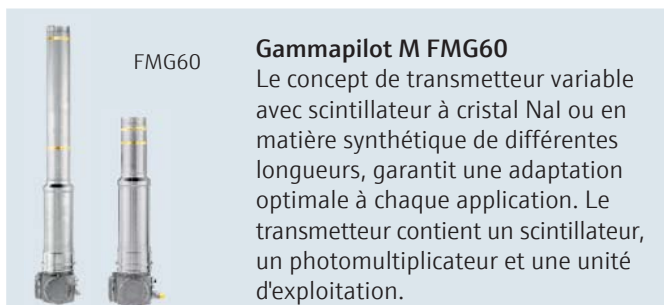 FMG60
Gammapilot M FMG60
Le concept de transmetteur variable
avec scintillateur à cristal NaI ou en
matière synthétique de différentes
longueurs, garantit une adaptation
optimale à chaque application. Le
transmetteur contient un scintillateur,
un photomultiplicateur et une unité
d'exploitation.